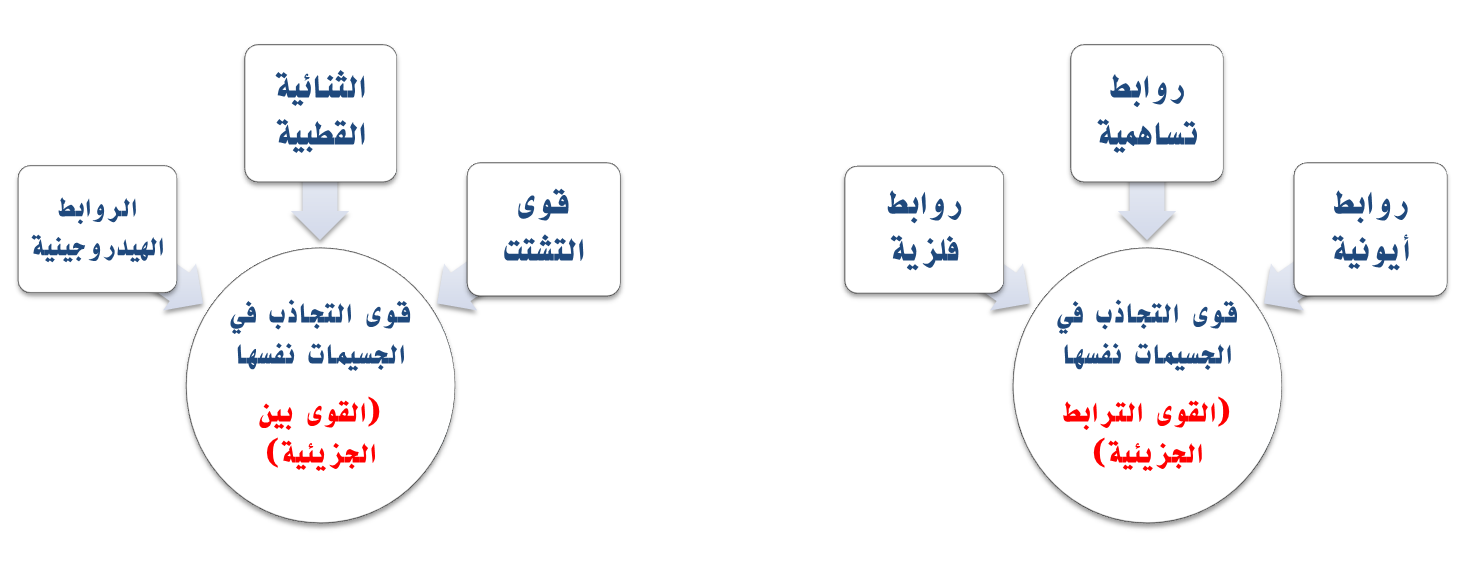 روابط
تساهمية
روابط
أيونية
روابط
فلزية
قوى التجاذب في
الجسيمات نفسها
(القوى الترابط
الجزيئية)
الثنائية
القطبية
قوى
التشتت
الروابط
الهيدروجينية
قوى التجاذب في
الجسيمات نفسها
(القوى بين
الجزيئية)